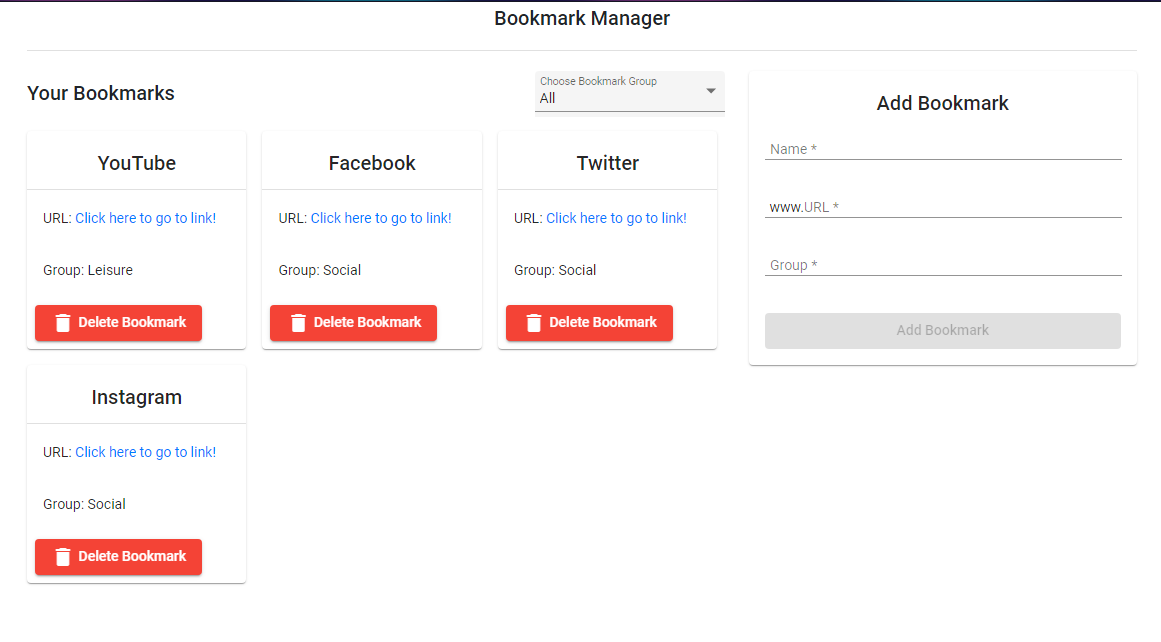 Bookmark Manager
Your Bookmarks
Choose Bookmark Group
All
YouTube
URL: Click here to go to link!
Group: Leisure
Delete Bookmark
Facebook
URL: Click here to go to link!
Group: Social
Delete Bookmark
Twitter
URL: Click here to go to link!
Group: Social
Delete Bookmark
Instagram
URL: Click here to go to link!
Group: Social
Delete Bookmark
Add Bookmark
Name *
www.URL *
Group *
Add Bookmark